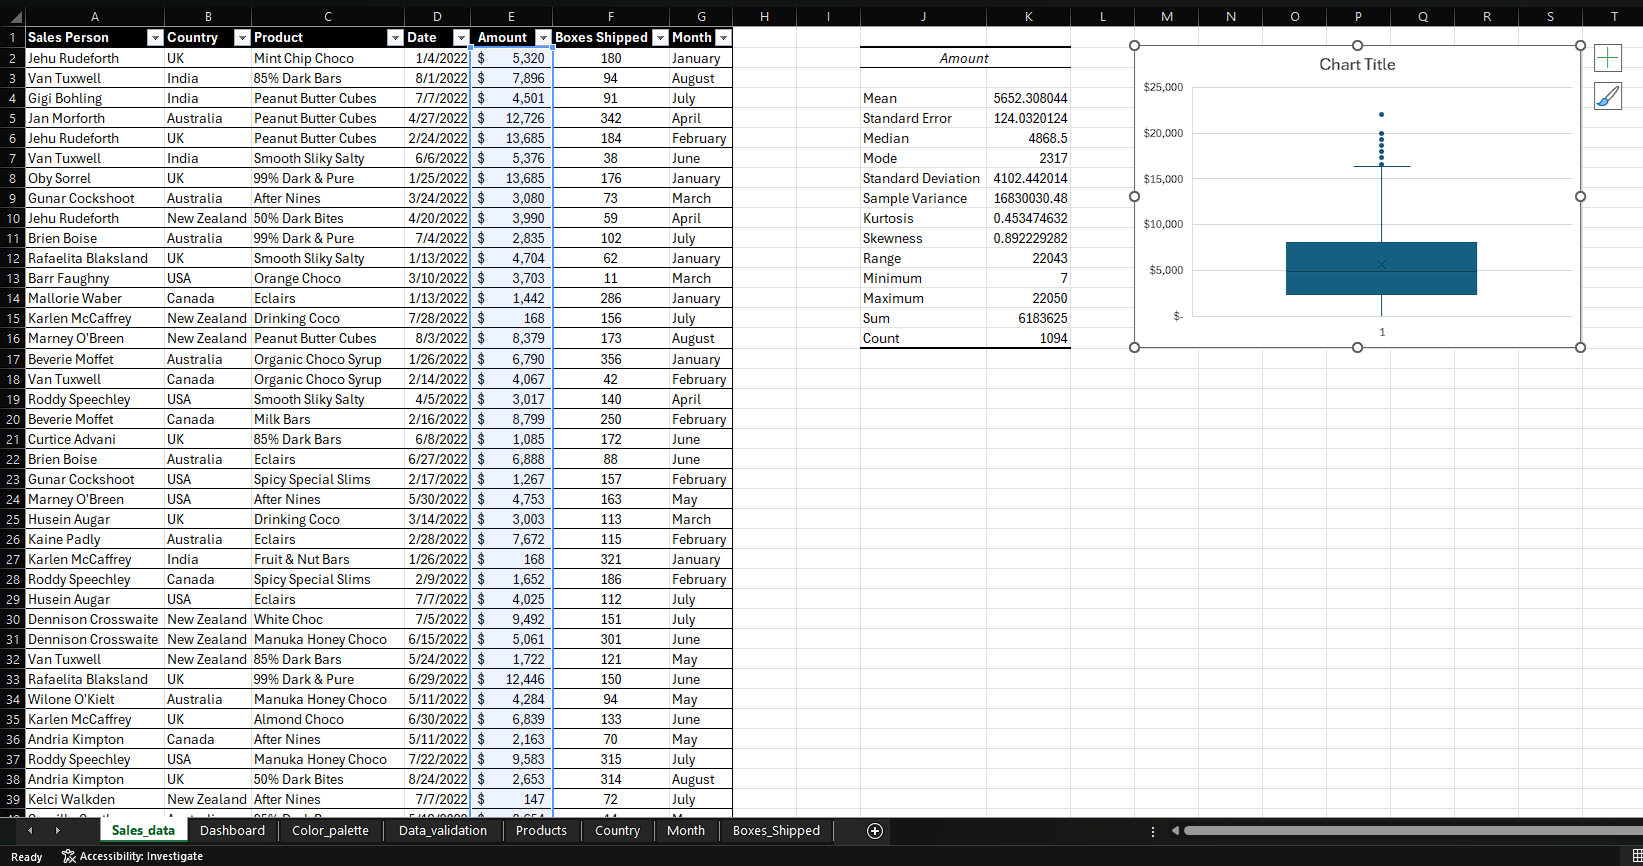 A B C D E F G H I J K L M N O P Q R S T
1 Sales Person Country Product Date Amount Boxes Shipped Month
2 Jehu Rudeforth UK Mint Chip Choco 1/4/2022 $ 5,320 180 January Amount
3 Van Tuxwell India 85% Dark Bars 8/1/2022 $ 7,896 94 August
4 Gigi Bohling India Peanut Butter Cubes 7/7/2022 $ 4,501 91 July Mean 5652.308044
5 Jan Morforth Australia Peanut Butter Cubes 4/27/2022 $ 12,726 342 April Standard Error 124.0320124
6 Jehu Rudeforth UK Peanut Butter Cubes 2/24/2022 $ 13,685 184 February Median 4868.5
7 Van Tuxwell India Smooth Sliky Salty 6/6/2022 $ 5,376 38 June Mode 2317
8 Oby Sorrel UK 99% Dark & Pure 1/25/2022 $ 13,685 176 January Standard Deviation 4102.442014
9 Gunar Cockshoot Australia After Nines 3/24/2022 $ 3,080 73 March Sample Variance 16830030.48
10 Jehu Rudeforth New Zealand 50% Dark Bites 4/20/2022 $ 3,990 59 April Kurtosis 0.453474632
11 Brien Boise Australia 99% Dark & Pure 7/4/2022 $ 2,835 102 July Skewness 0.892229282
12 Rafaelita Blaksland UK Smooth Sliky Salty 1/13/2022 $ 4,704 62 January Range 22043
13 Barr Faughny USA Orange Choco 3/10/2022 $ 3,703 11 March Minimum 7
14 Mallorie Waber Canada Eclairs 1/13/2022 $ 1,442 286 January Maximum 22050
15 Karlen McCaffrey New Zealand Drinking Coco 7/28/2022 $ 168 156 July Sum 6183625
16 Marney O'Breen New Zealand Peanut Butter Cubes 8/3/2022 $ 8,379 173 August Count 1094
17 Beverie Moffet Australia Organic Choco Syrup 1/26/2022 $ 6,790 356 January
18 Van Tuxwell Canada Organic Choco Syrup 2/14/2022 $ 4,067 42 February
19 Roddy Speechley USA Smooth Sliky Salty 4/5/2022 $ 3,017 140 April
20 Beverie Moffet Canada Milk Bars 2/16/2022 $ 8,799 250 February
21 Curtice Advani UK 85% Dark Bars 6/8/2022 $ 1,085 172 June
22 Brien Boise Australia Eclairs 6/27/2022 $ 6,888 88 June
23 Gunar Cockshoot USA Spicy Special Slims 2/17/2022 $ 1,267 157 February
24 Marney O'Breen USA After Nines 5/30/2022 $ 4,753 163 May
25 Husein Augar UK Drinking Coco 3/14/2022 $ 3,003 113 March
26 Kaine Padly Australia Eclairs 2/28/2022 $ 7,672 115 February
27 Karlen McCaffrey India Fruit & Nut Bars 1/26/2022 $ 168 321 January
28 Roddy Speechley Canada Spicy Special Slims 2/9/2022 $ 1,652 186 February
29 Husein Augar USA Eclairs 7/7/2022 $ 4,025 112 July
30 Dennison Crosswaite New Zealand White Choc 7/5/2022 $ 9,492 151 July
31 Dennison Crosswaite New Zealand Manuka Honey Choco 6/15/2022 $ 5,061 301 June
32 Van Tuxwell New Zealand 85% Dark Bars 5/24/2022 $ 1,722 121 May
33 Rafaelita Blaksland UK 99% Dark & Pure 6/29/2022 $ 12,446 150 June
34 Wilone O'Kielt Australia Manuka Honey Choco 5/11/2022 $ 4,284 94 May
35 Karlen McCaffrey UK Almond Choco 6/30/2022 $ 6,839 133 June
36 Andria Kimpton Canada After Nines 5/11/2022 $ 2,163 70 May
37 Roddy Speechley USA Manuka Honey Choco 7/22/2022 $ 9,583 315 July
38 Andria Kimpton UK 50% Dark Bites 8/24/2022 $ 2,653 314 August
39 Kelci Walkden New Zealand After Nines 7/7/2022 $ 147 72 July
Chart Title
$25,000
$20,000
$15,000
$10,000
$5,000
$-
1
Sales_data Dashboard Color_palette Data_validation Products Country Month Boxes_Shipped
Ready Accessibility: Investigate